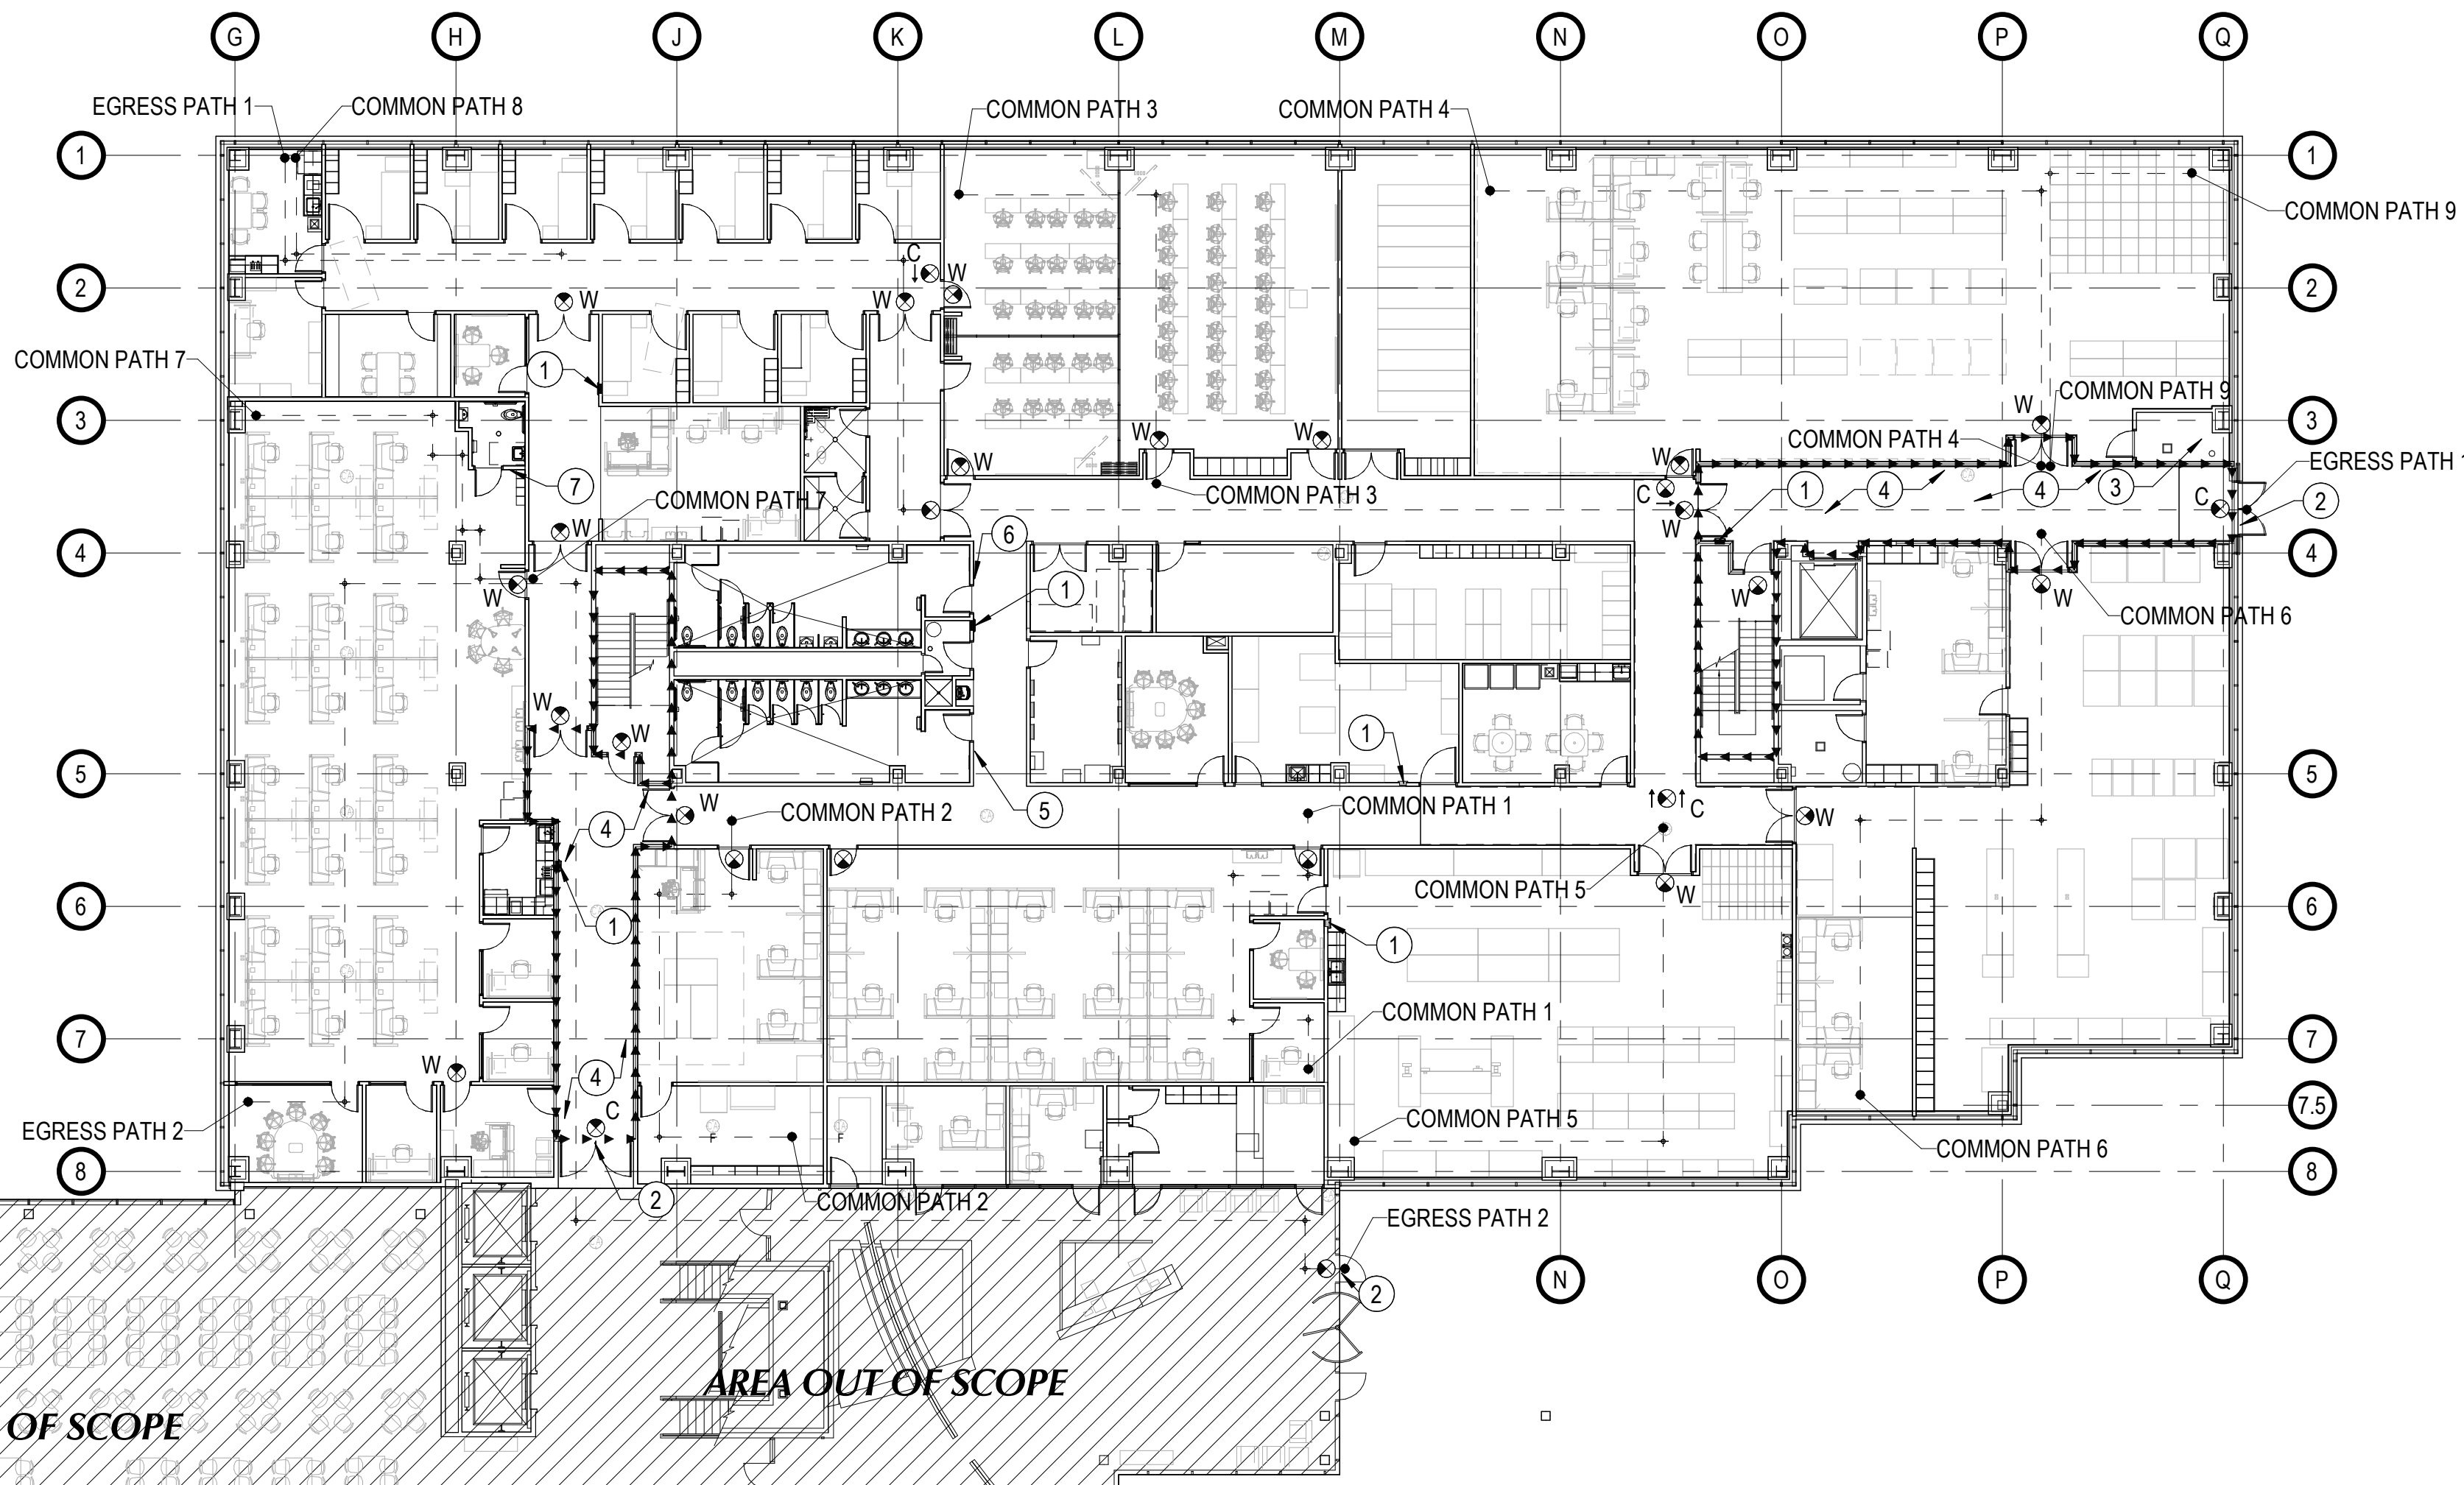 G H J K L M N O P Q
EGRESS PATH 1 COMMON PATH 8 COMMON PATH 3 COMMON PATH 4
1 1
COMMON PATH 9
C W
2 2
W W
COMMON PATH 7 1
COMMON PATH 9
3 W 3
W W W COMMON PATH 4
W EGRESS PATH 1
7 COMMON PATH 7 COMMON PATH 3 C 1 4 4 3 C 2
W W
4 6 4
W 1 W W
COMMON PATH 6
W W
5 1 5
W COMMON PATH 2 5 COMMON PATH 1 C W
4
COMMON PATH 5 W
6 1 1 6
COMMON PATH 1
7 W 7
4
C
EGRESS PATH 2 F F COMMON PATH 5 7.5
COMMON PATH 6
8 8
2 COMMON PATH 2
EGRESS PATH 2
2 N O P Q
AREA OUT OF SCOPE
OF SCOPE